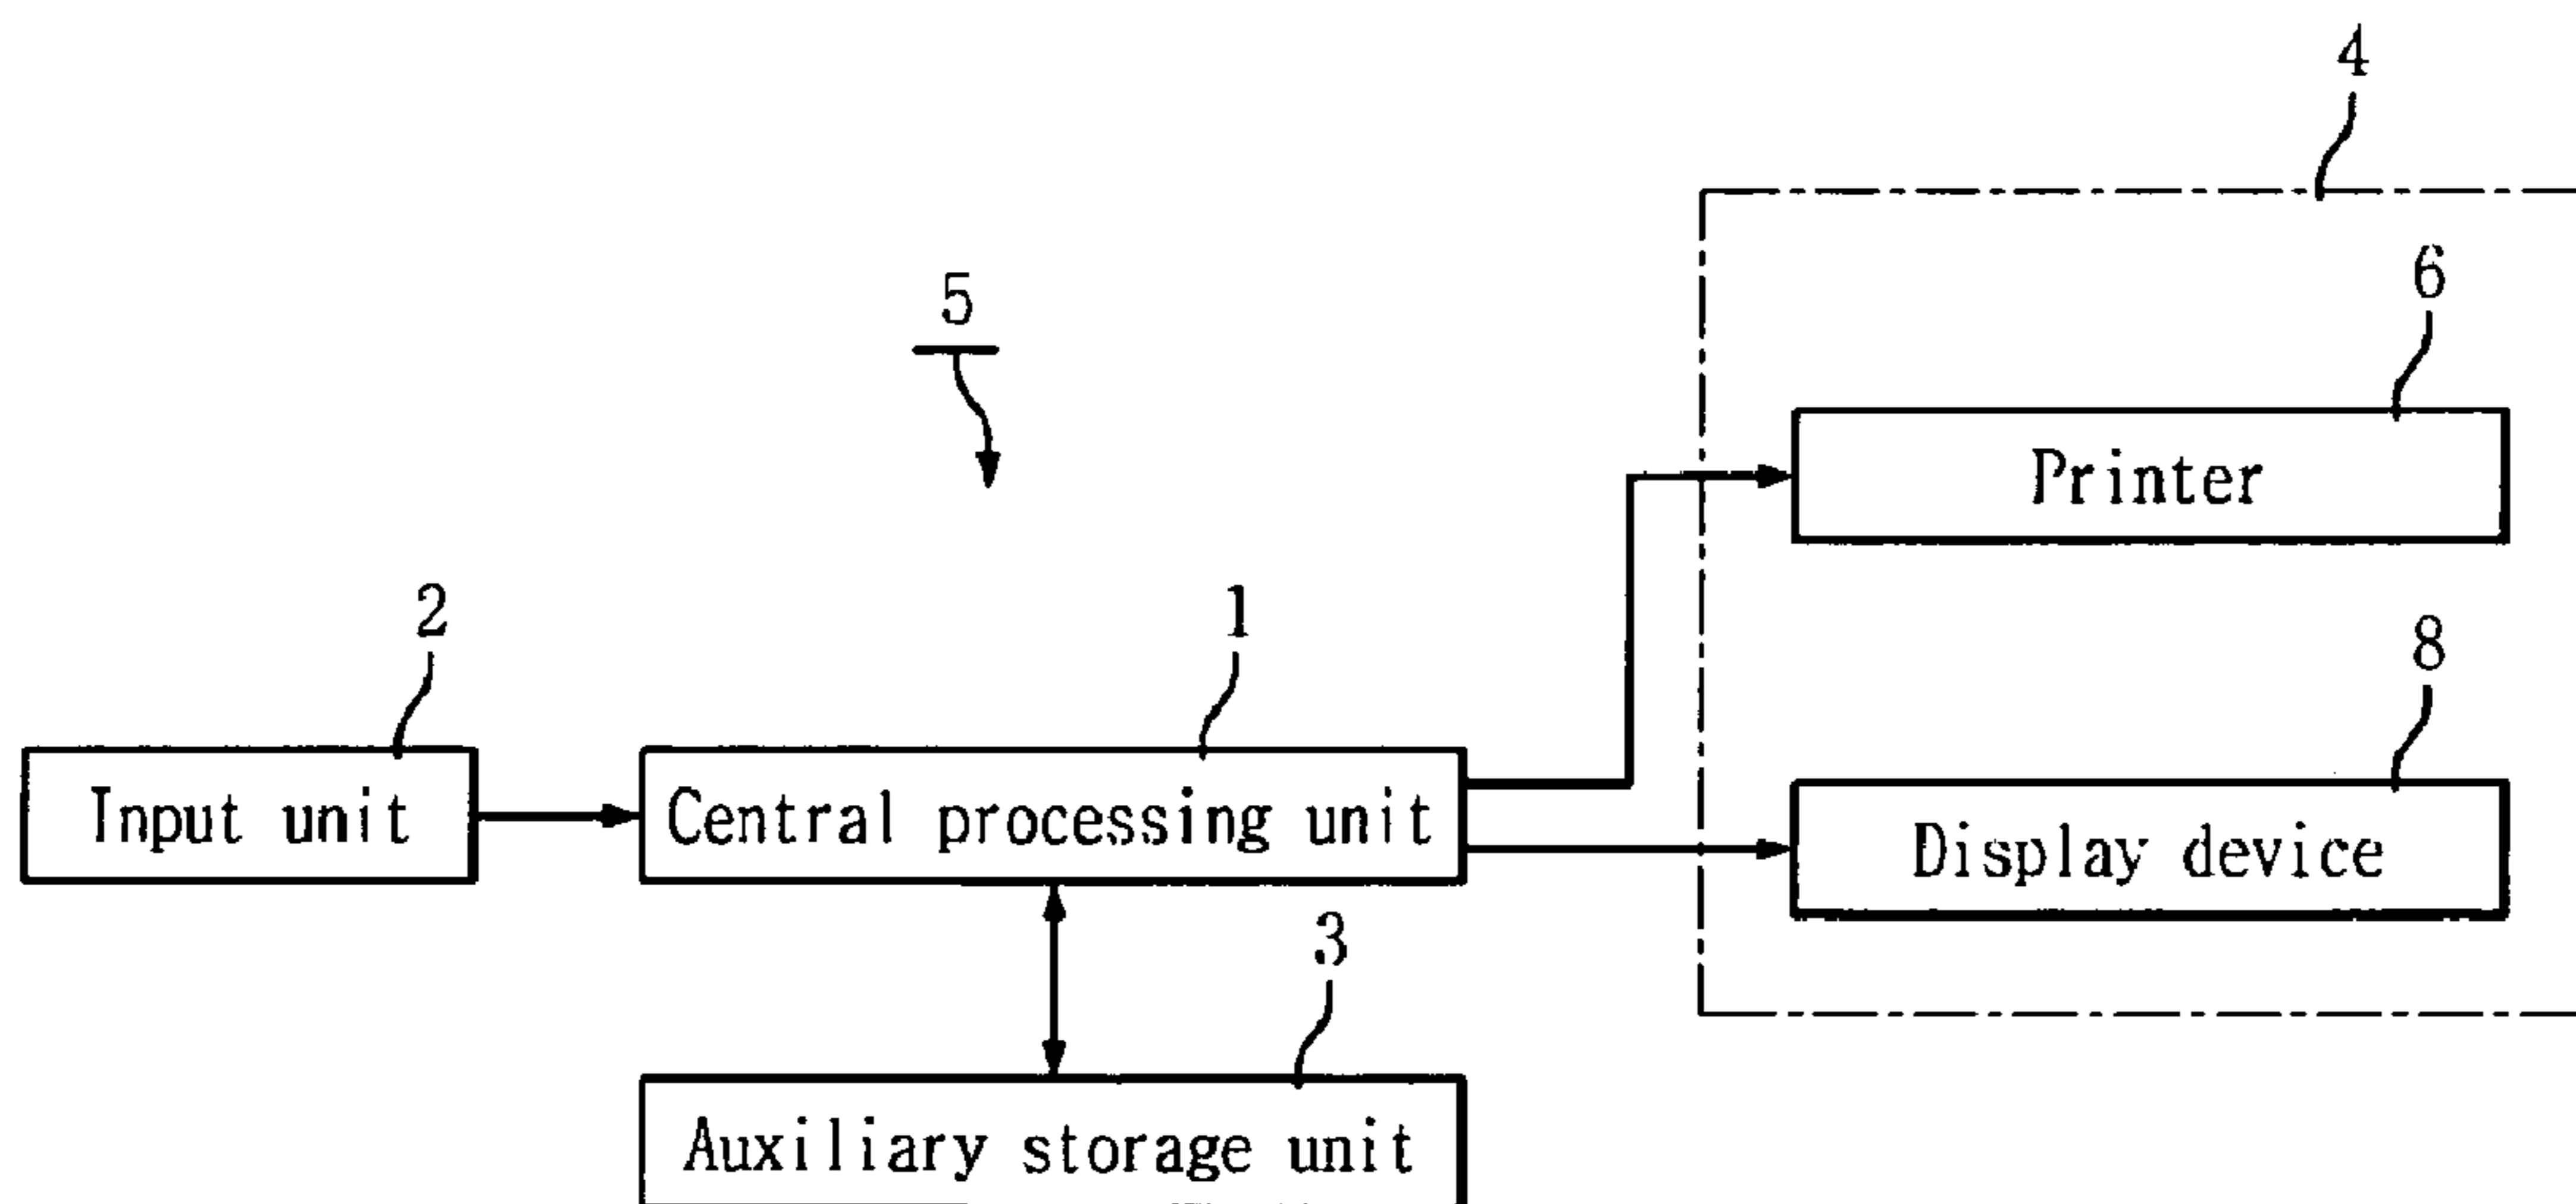 4
5
6
Printer
2
1
8
Input unit
Central processing unit
Display device
3
Auxiliary storage unit